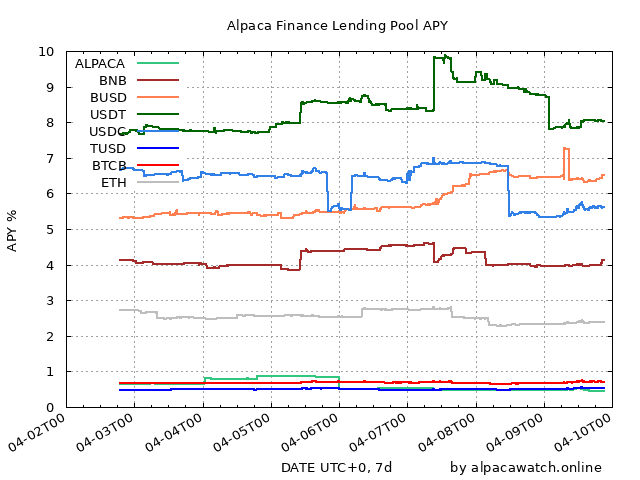 Alpaca Finance Lending Pool APY
10
9
8
7
6
5
4
3
2
1
0
APY %
ALPACA
BNB
BUSD
USDT
USDC
TUSD
BTCB
ETH
04-02T00
04-03T00
04-04T00
04-05T00
04-06T00
04-07T00
04-08T00
04-09T00
04-10T00
DATE UTC+0, 7d
by alpacawatch.online